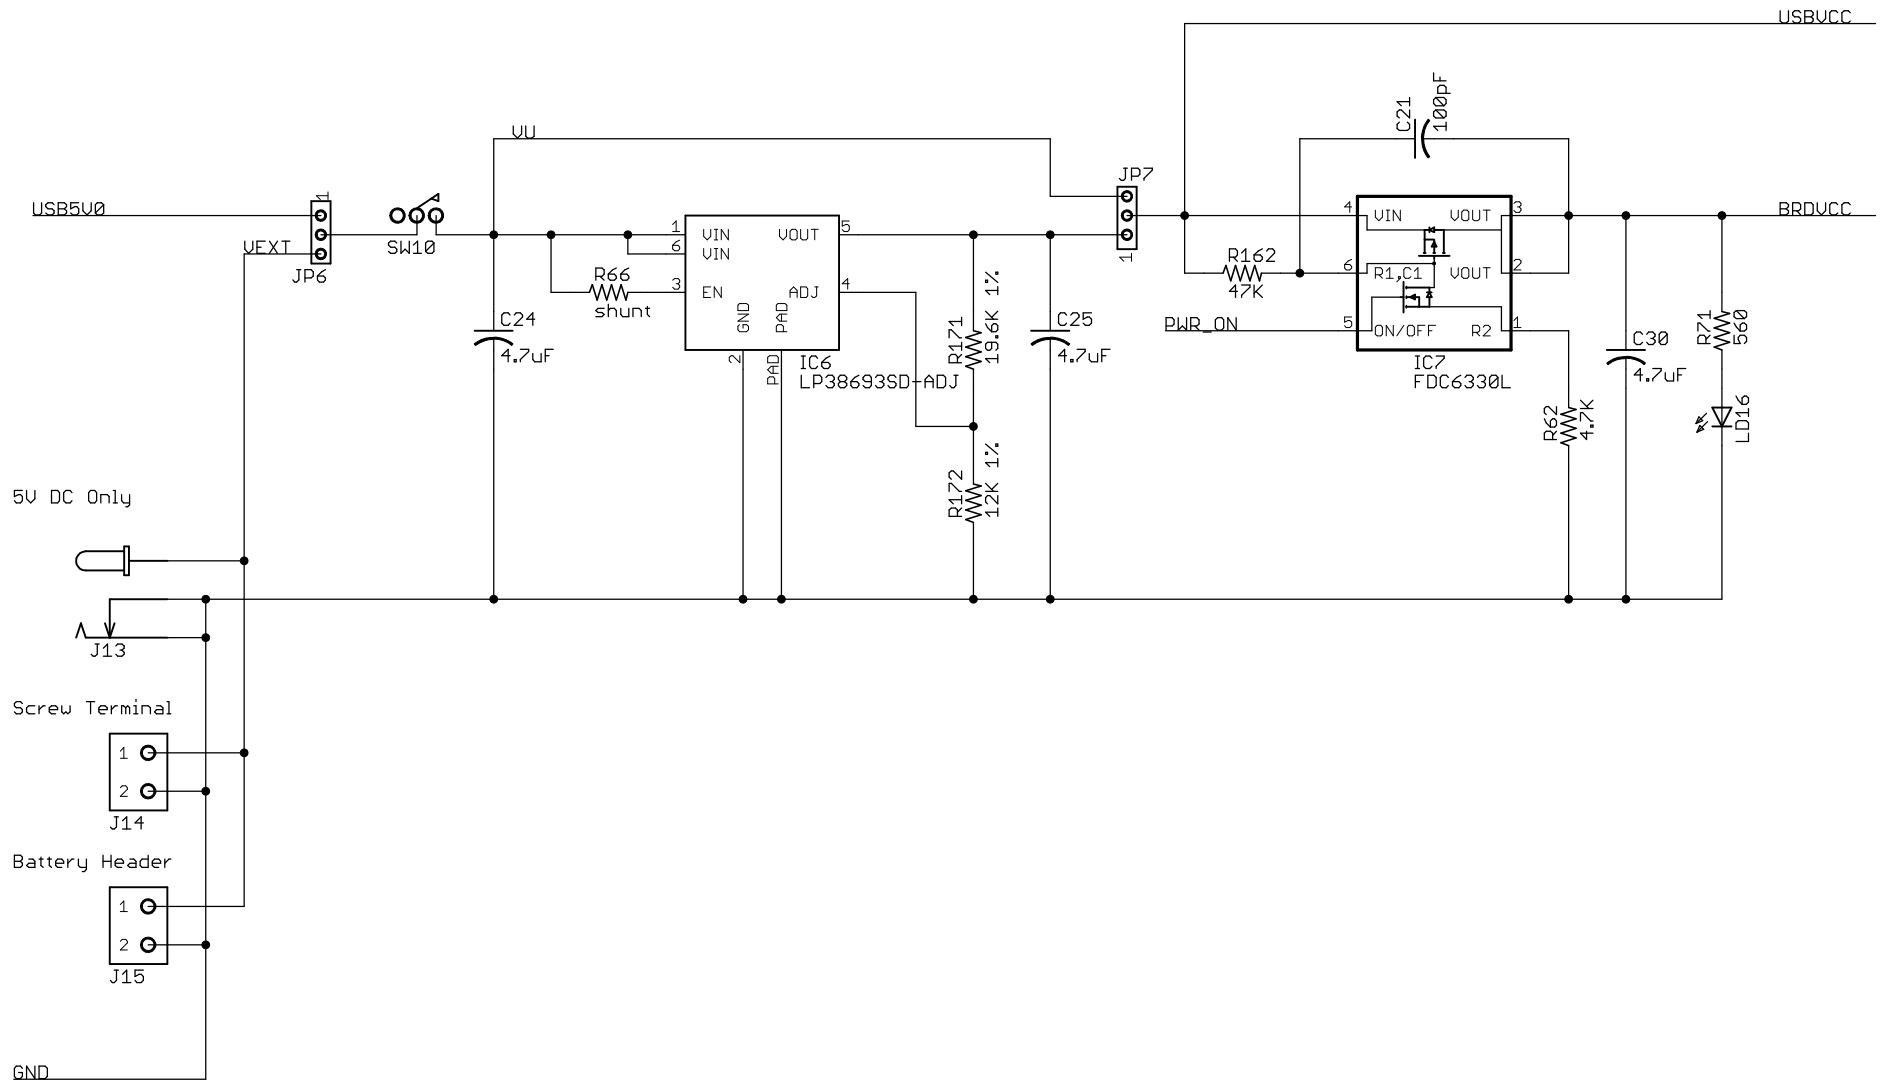 USBVCC
C21
100pF
VU
JP7
USB5V0
1
VEXT
JP6
SW10
R66
shunt
1
6
3
VIN
VIN
EN
VOUT
ADJ
GND
PAD
5
4
2
PAD
IC6
LP38693SD-ADJ
C24
4.7uF
R171
19.6K 1%
C25
4.7uF
R172
12K 1%
1
R162
47K
PWR_ON
4
6
5
VIN
VOUT
R1,C1
VOUT
ON/OFF
R2
3
2
1
IC7
FDC6330L
BRDVCC
R62
4.7K
C30
4.7uF
R71
560
LD16
5V DC Only
J13
Screw Terminal
1
2
J14
Battery Header
1
2
J15
GND